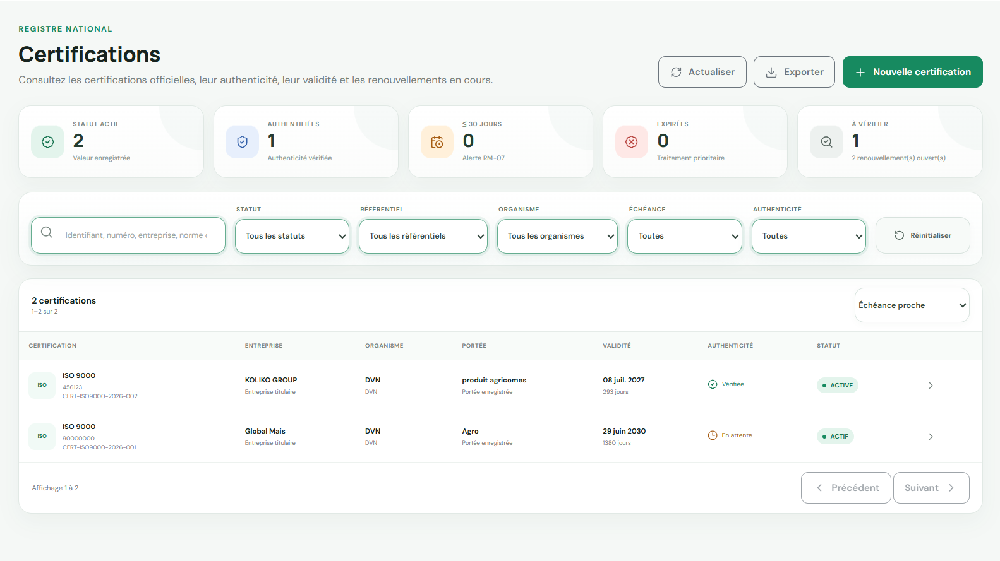 REGISTRE NATIONAL
Certifications
Consultez les certifications officielles, leur authenticité, leur validité et les renouvellements en cours.
Actualiser
Exporter
Nouvelle certification
STATUT ACTIF
2
Valeur enregistrée
AUTHENTIFIÉES
1
Authenticité vérifiée
≤ 30 JOURS
0
Alerte RM-07
EXPIRÉES
0
Traitement prioritaire
À VÉRIFIER
1
2 renouvellement(s) ouvert(s)
STATUT
RÉFÉRENTIEL
ORGANISME
ÉCHÉANCE
AUTHENTICITÉ
Identifiant, numéro, entreprise, norme
Tous les statuts
Tous les référentiels
Tous les organismes
Toutes
Toutes
Réinitialiser
2 certifications
1–2 sur 2
Échéance proche
CERTIFICATION ENTREPRISE ORGANISME PORTÉE VALIDITÉ AUTHENTICITÉ STATUT
ISO
ISO 9000
456123
CERT-ISO9000-2026-002
KOLIKO GROUP
Entreprise titulaire
DVN
DVN
produit agricomes
Portée enregistrée
08 juil. 2027
293 jours
Vérifiée
ACTIVE
ISO
ISO 9000
90000000
CERT-ISO9000-2026-001
Global Mais
Entreprise titulaire
DVN
DVN
Agro
Portée enregistrée
29 juin 2030
1380 jours
En attente
ACTIF
Affichage 1 à 2
Précédent
Suivant